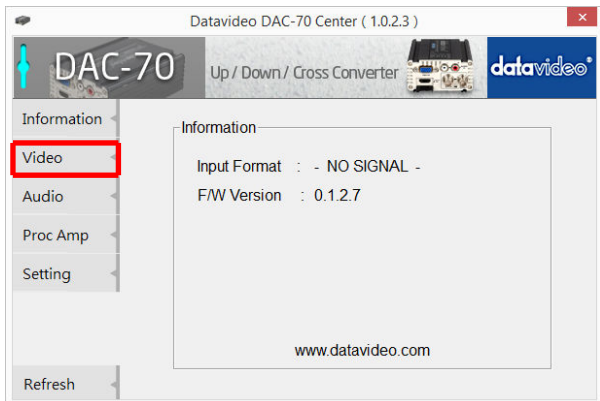 Datavideo DAC-70 Center ( 1.0.2.3 )
DAC-70
Up / Down / Cross Converter
datavideo®
Information
Video
Audio
Proc Amp
Setting
Refresh
Information
Input Format : - NO SIGNAL -
F/W Version : 0.1.2.7
www.datavideo.com